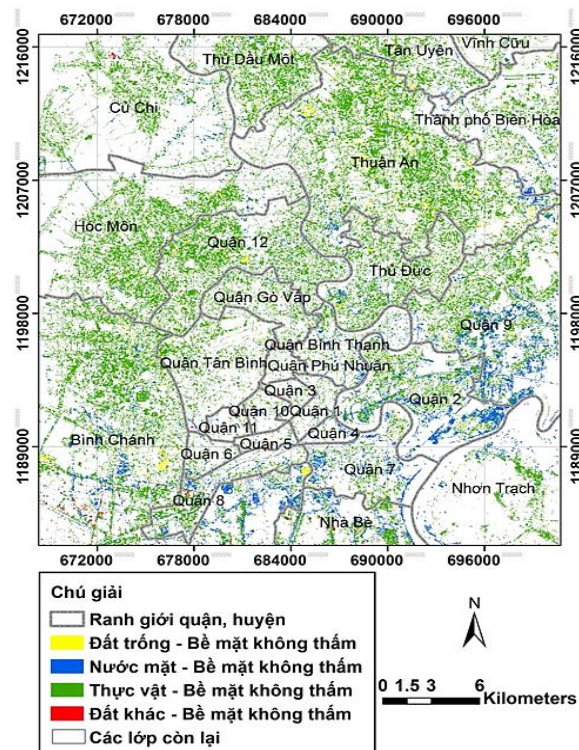 672000 678000 684000 690000 696000
1216000 1216000
1207000 1207000
1198000 1198000
1189000 1189000
Vĩnh Cửu
Tân Uyên
Thủ Dầu Một
Củ Chi
Thành phố Biên Hòa
Thuận An
Hóc Môn
Quận 12
Thủ Đức
Quận Gò Vấp
Quận 9
Quận Bình Thạnh
Quận Tân Bình
Quận Phú Nhuận
Quận 3
Quận 2
Quận 10
Quận 1
Quận 11
Quận 4
Bình Chánh
Quận 5
Quận 6
Quận 7
Nhơn Trạch
Quận 8
Nhà Bè
672000 678000 684000 690000 696000
Chú giải
Ranh giới quận, huyện
Đất trống - Bề mặt không thấm
Nước mặt - Bề mặt không thấm
Thực vật - Bề mặt không thấm
Đất khác - Bề mặt không thấm
Các lớp còn lại
N
0 1.5 3 6
Kilometers